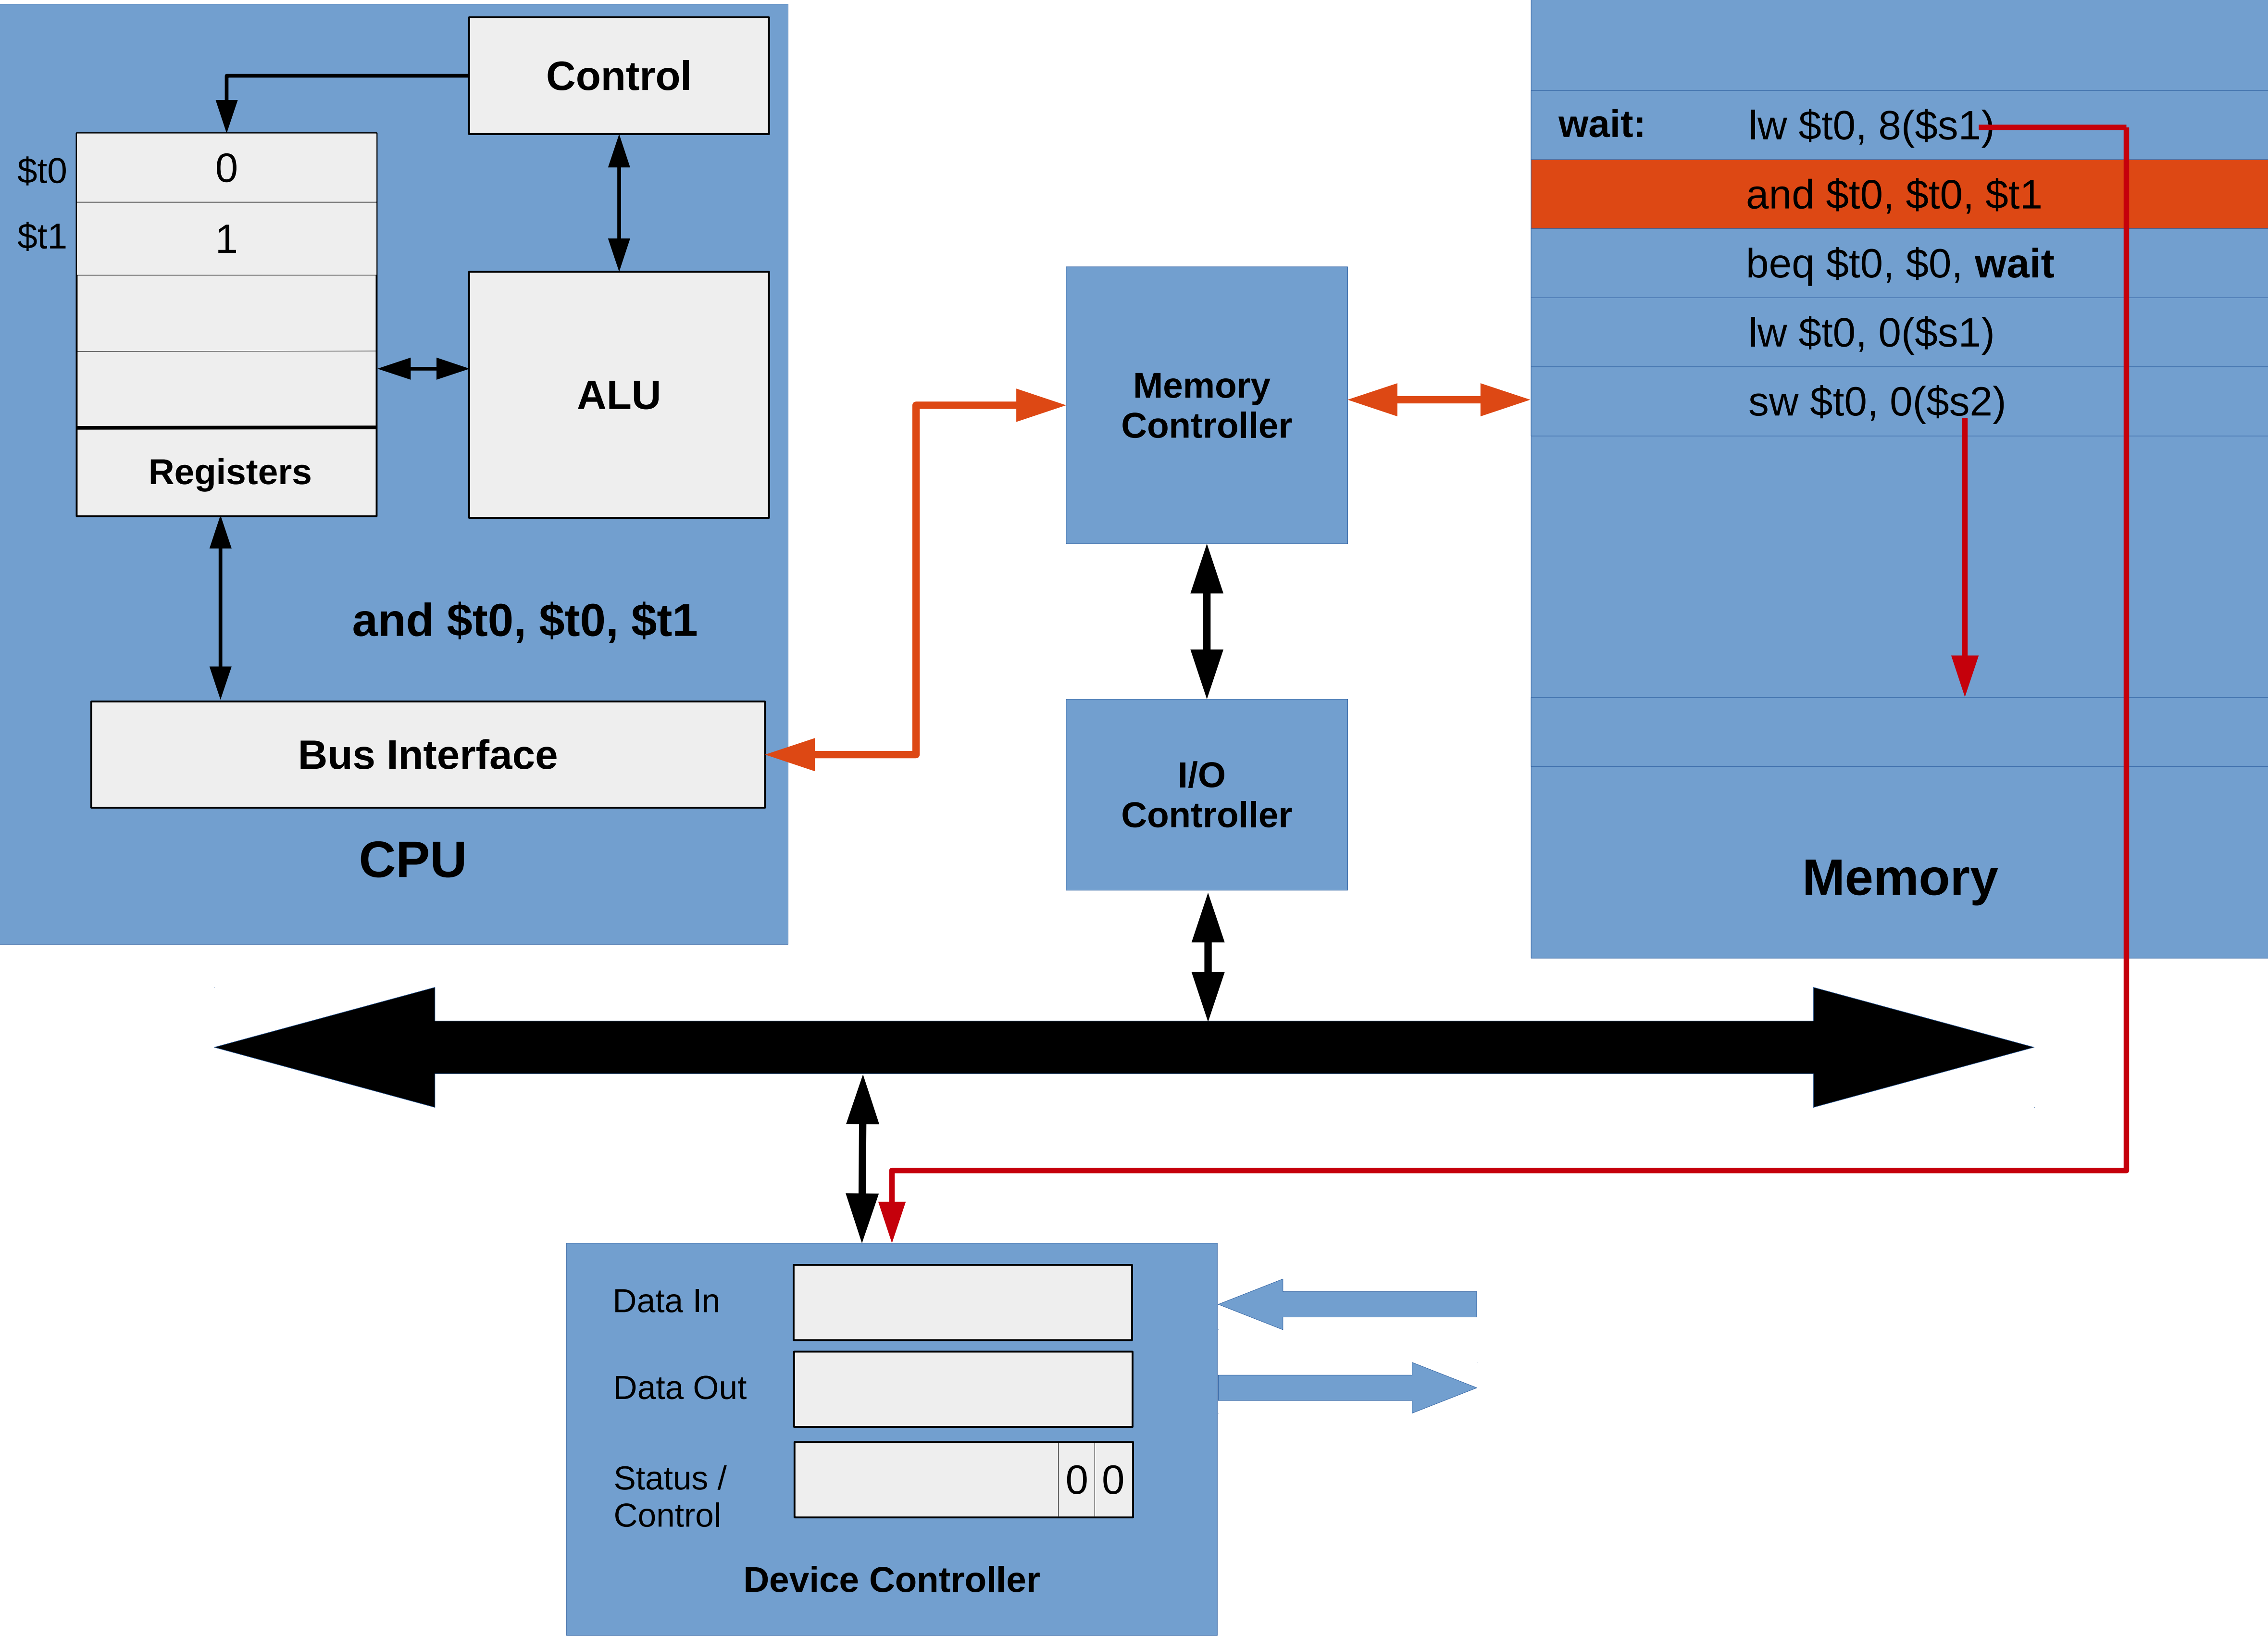 Control
$t0
0
$t1
1
ALU
Registers
and $t0, $t0, $t1
Bus Interface
CPU
Memory
Controller
I/O
Controller
wait: lw $t0, 8($s1)
and $t0, $t0, $t1
beq $t0, $0, wait
lw $t0, 0($s1)
sw $t0, 0($s2)
Memory
Data In
Data Out
Status /
Control
0 0
Device Controller